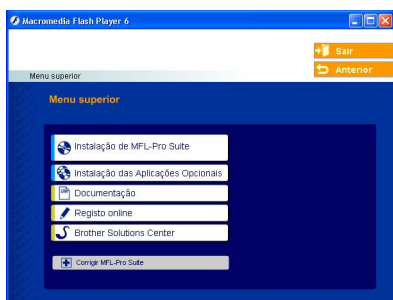 Macromedia Flash Player 6
Sair
Anterior
Menu superior
Menu superior
Instalação de MFL-Pro Suite
Instalação das Aplicações Opcionais
Documentação
Registo online
Brother Solutions Center
Corrigir MFL-Pro Suite